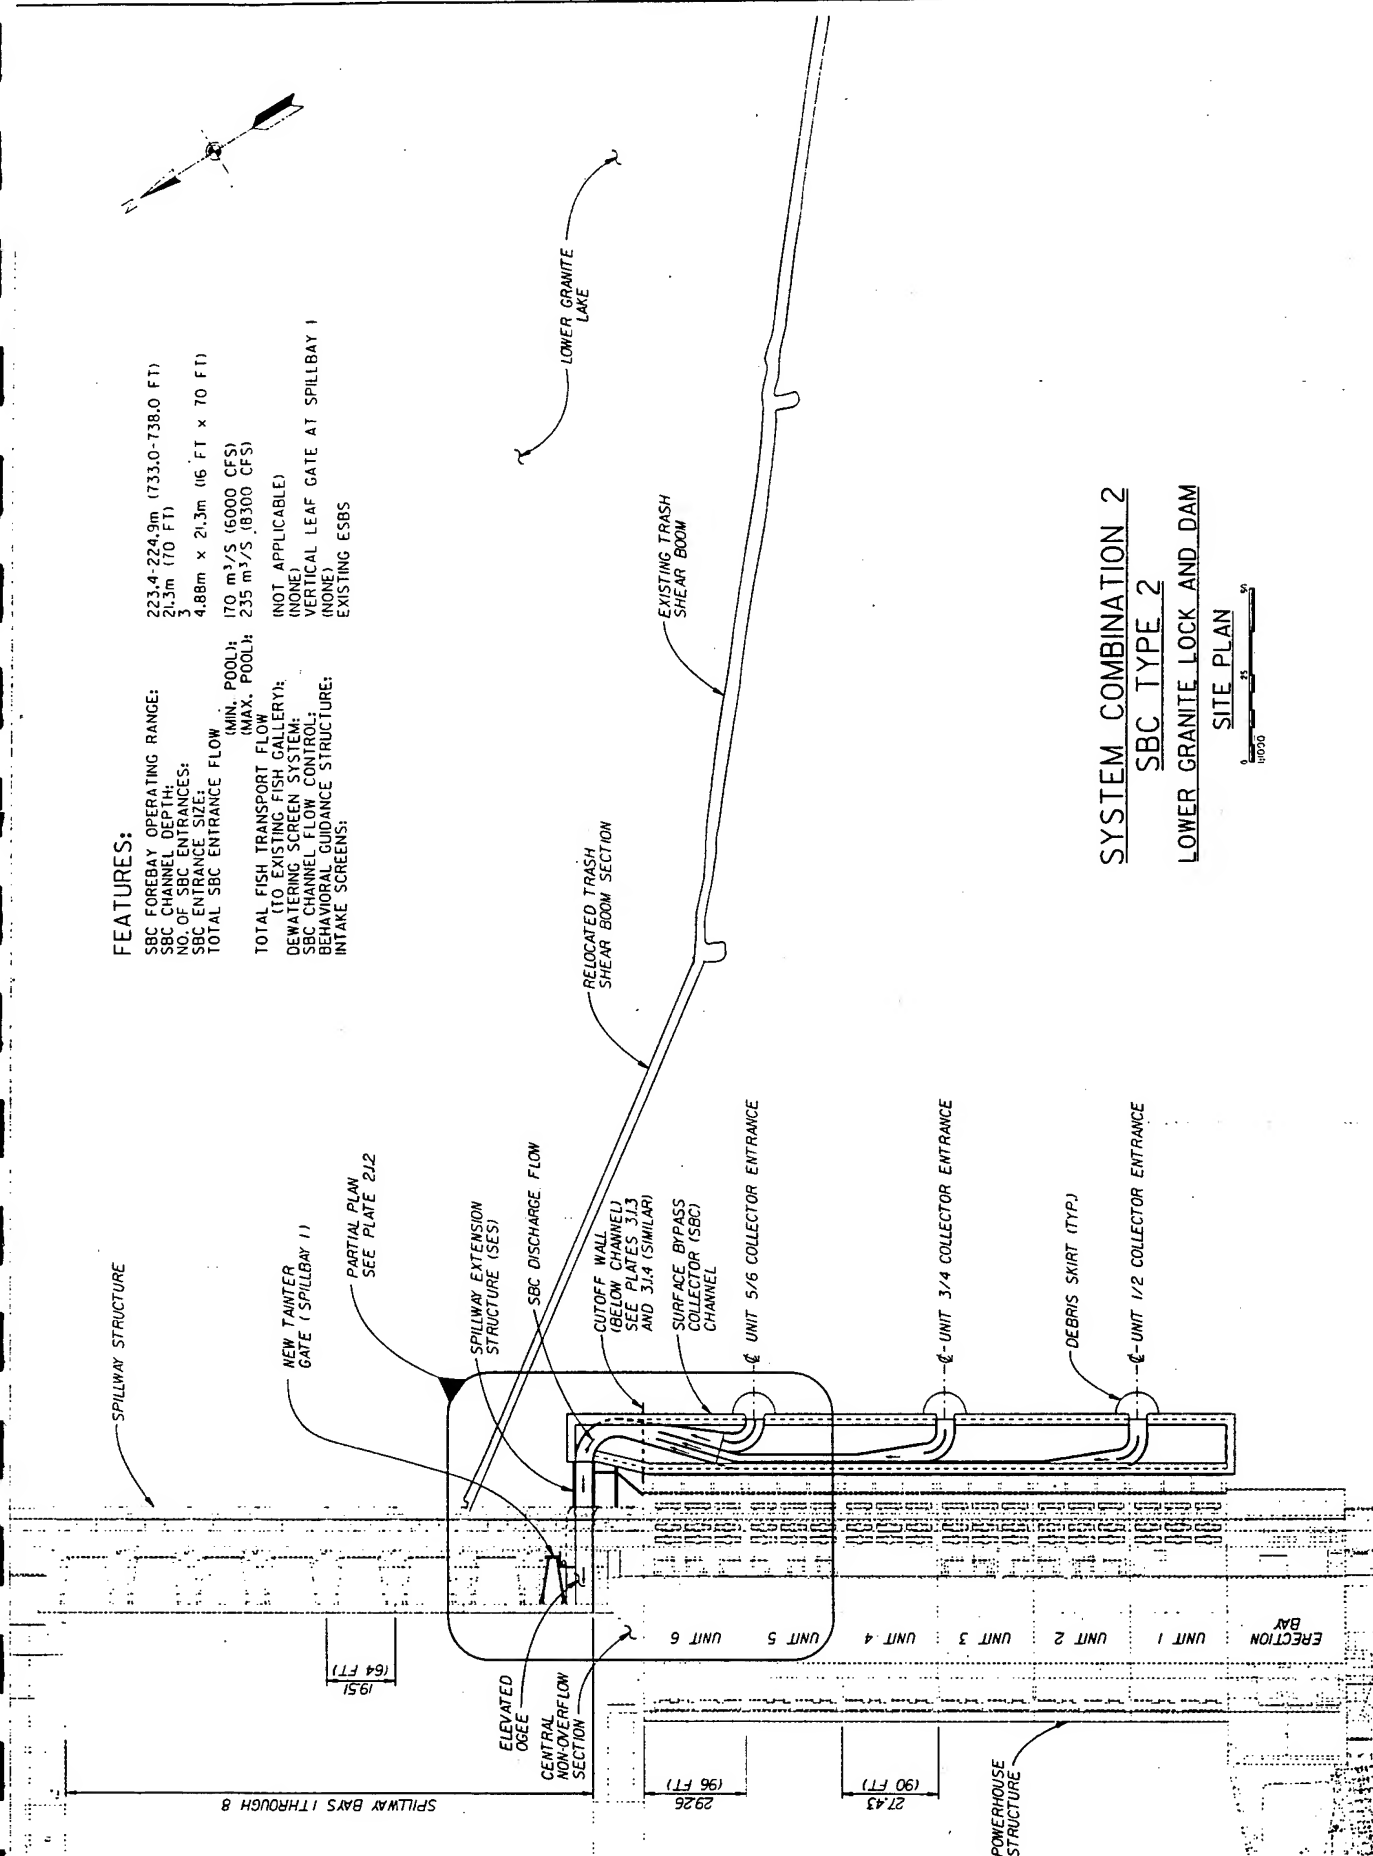 FEATURES:
SBC FOREBAY OPERATING RANGE: 223.4-224.9m (733.0-738.0 FT)
SBC CHANNEL DEPTH: 21.3m (70 FT)
NO. OF SBC ENTRANCES: 3
SBC ENTRANCE SIZE: 4.88m x 21.3m (16 FT x 70 FT)
TOTAL SBC ENTRANCE FLOW
(MIN. POOL): 170 m³/S (6000 CFS)
(MAX. POOL): 235 m³/S (8300 CFS)
TOTAL FISH TRANSPORT FLOW
(TO EXISTING FISH GALLERY): (NOT APPLICABLE)
DEWATERING SCREEN SYSTEM: (NONE)
SBC CHANNEL FLOW CONTROL: VERTICAL LEAF GATE AT SPILLBAY 1
BEHAVIORAL GUIDANCE STRUCTURE: (NONE)
INTAKE SCREENS: EXISTING ESBS
N
LOWER GRANITE
LAKE
EXISTING TRASH
SHEAR BOOM
RELOCATED TRASH
SHEAR BOOM SECTION
SPILLWAY STRUCTURE
NEW TAINTER
GATE (SPILLBAY 1)
PARTIAL PLAN
SEE PLATE 2.1.2
SPILLWAY EXTENSION
STRUCTURE (SES)
SBC DISCHARGE FLOW
CUTOFF WALL
(BELOW CHANNEL)
SEE PLATES 3.1.3
AND 3.1.4 (SIMILAR)
SURFACE BYPASS
COLLECTOR (SBC)
CHANNEL
℄ UNIT 5/6 COLLECTOR ENTRANCE
℄-UNIT 3/4 COLLECTOR ENTRANCE
DEBRIS SKIRT (TYP.)
℄-UNIT 1/2 COLLECTOR ENTRANCE
ELEVATED
OGEE
CENTRAL
NON-OVERFLOW
SECTION
POWERHOUSE
STRUCTURE
SPILLWAY BAYS 1 THROUGH 8
19.51
(64 FT)
29.26
(96 FT)
27.43
(90 FT)
UNIT 6
UNIT 5
UNIT 4
UNIT 3
UNIT 2
UNIT 1
ERECTION
BAY
SYSTEM COMBINATION 2
SBC TYPE 2
LOWER GRANITE LOCK AND DAM
SITE PLAN
0 25